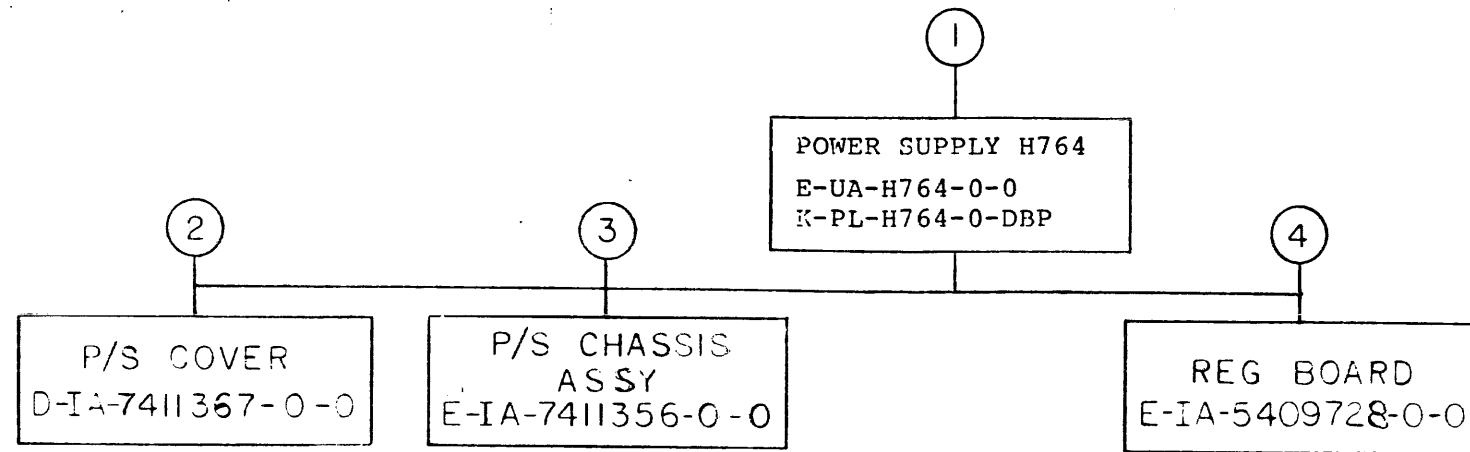 1
POWER SUPPLY H764
E-UA-H764-0-0
K-PL-H764-0-DBP
2
3
4
P/S COVER
D-IA-7411367-0-0
P/S CHASSIS
ASSY
E-IA-7411356-0-0
REG BOARD
E-IA-5409728-0-0